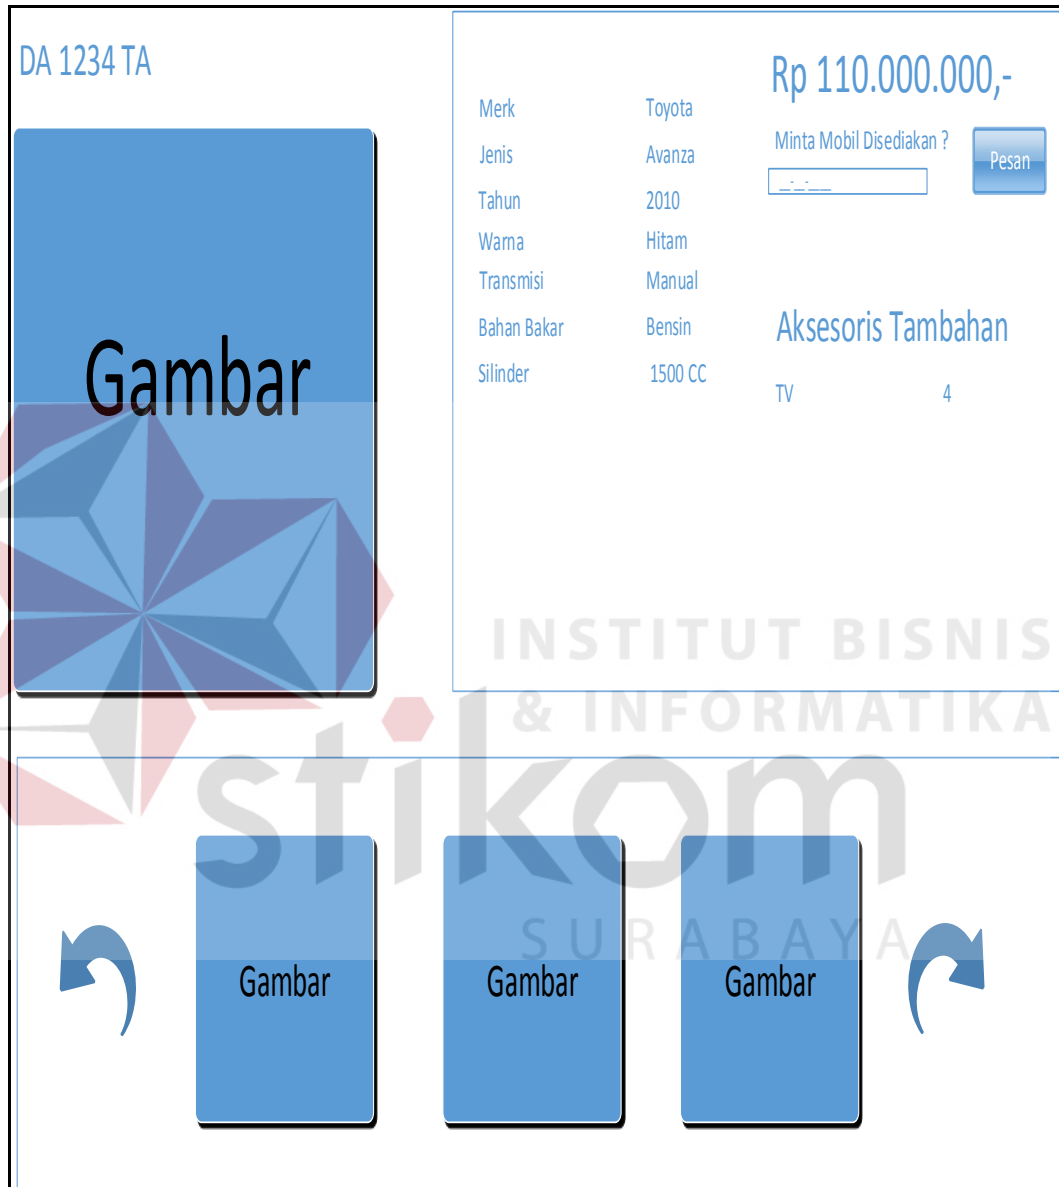 DA 1234 TA
Gambar
Merk Toyota
Jenis Avanza
Tahun 2010
Warna Hitam
Transmisi Manual
Bahan Bakar Bensin
Silinder 1500 CC
Rp 110.000.000,-
Minta Mobil Disediakan ?
__-__-____
Pesan
Aksesoris Tambahan
TV 4
INSTITUT BISNIS
& INFORMATIKA
stikom
SURABAYA
Gambar Gambar Gambar